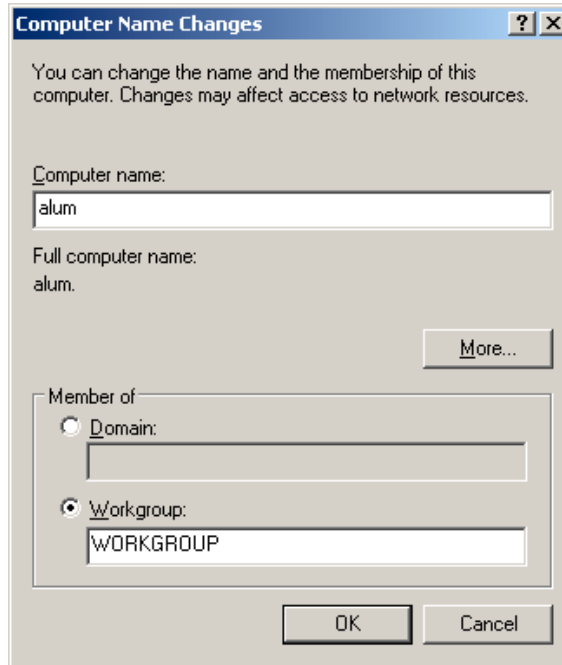 Computer Name Changes
You can change the name and the membership of this
computer. Changes may affect access to network resources.
Computer name:
alum
Full computer name:
alum.
More...
Member of
Domain:
Workgroup:
WORKGROUP
OK Cancel